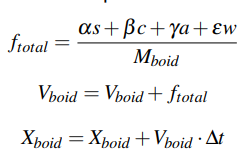 f_total = (αs + βc + γa + εw) / M_boid
V_boid = V_boid + f_total
X_boid = X_boid + V_boid · Δt